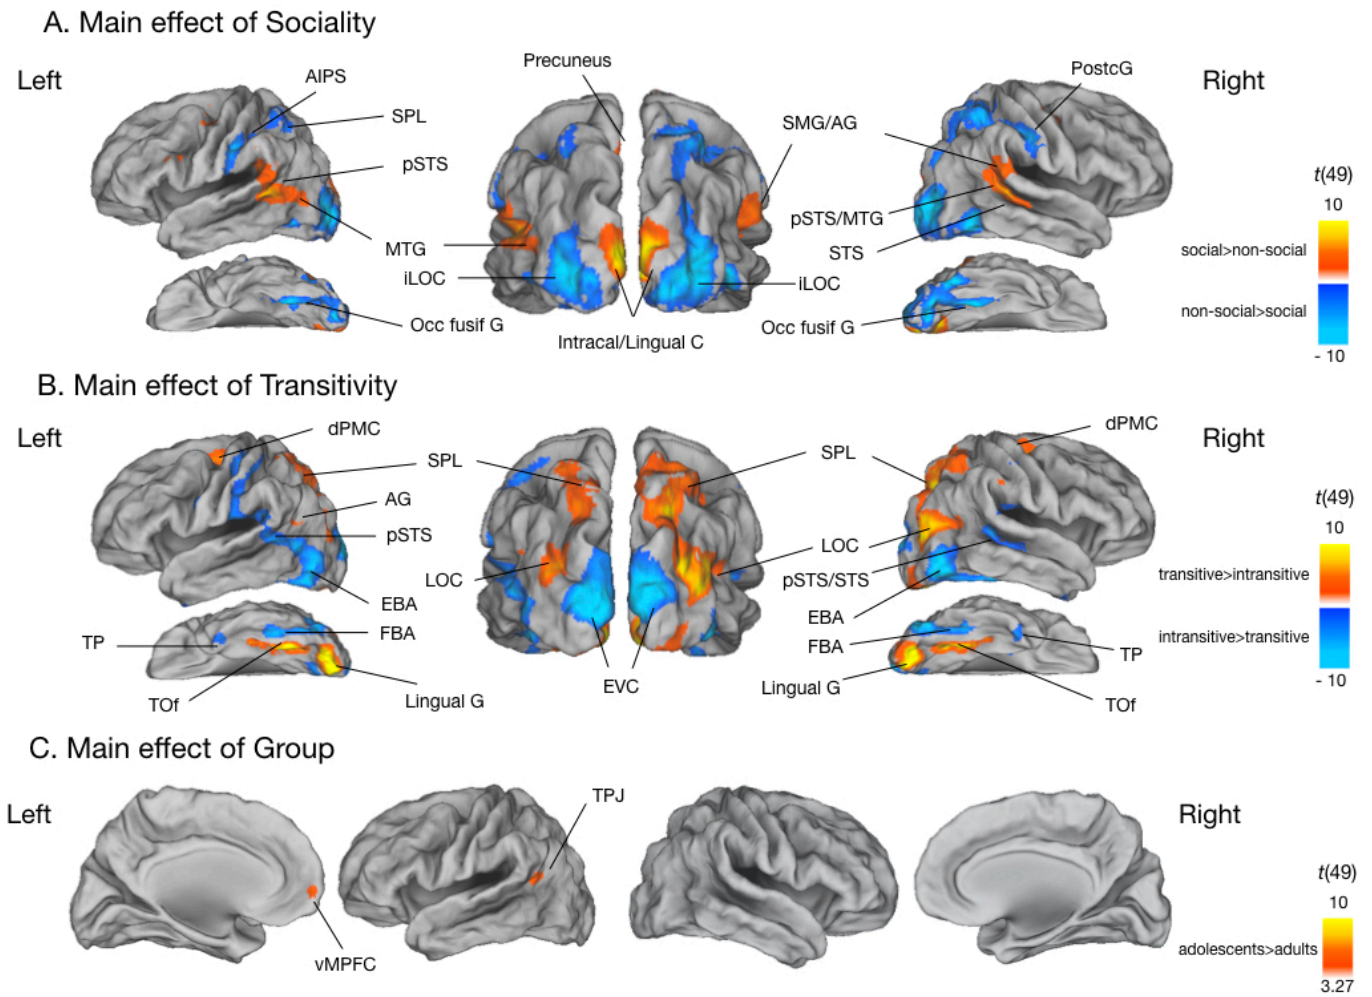 A. Main effect of Sociality
Left
Right
Precuneus
AIPS
PostcG
SPL
SMG/AG
pSTS
t(49)
10
pSTS/MTG
MTG
STS
social>non-social
iLOC
iLOC
non-social>social
Occ fusif G
Occ fusif G
Intracal/Lingual C
- 10
B. Main effect of Transitivity
Left
Right
dPMC
dPMC
SPL
SPL
AG
t(49)
10
pSTS
LOC
LOC
pSTS/STS
transitive>intransitive
EBA
EBA
FBA
FBA
intransitive>transitive
TP
TP
EVC
- 10
Lingual G
Lingual G
TOf
TOf
C. Main effect of Group
Left
Right
TPJ
t(49)
10
vMPFC
adolescents>adults
3.27